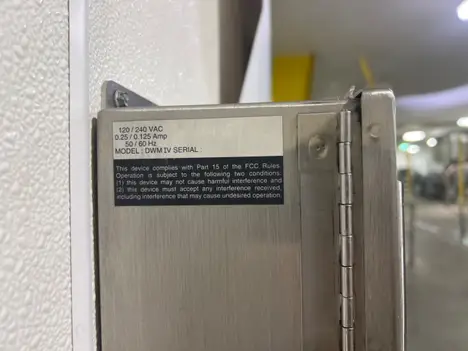 120 / 240 VAC
0.25 / 0.125 Amp
50 / 60 Hz
MODEL : DWM IV SERIAL :
This device complies with Part 15 of the FCC Rules.
Operation is subject to the following two conditions:
(1) this device may not cause harmful interference and
(2) this device must accept any interference received,
including interference that may cause undesired operation.